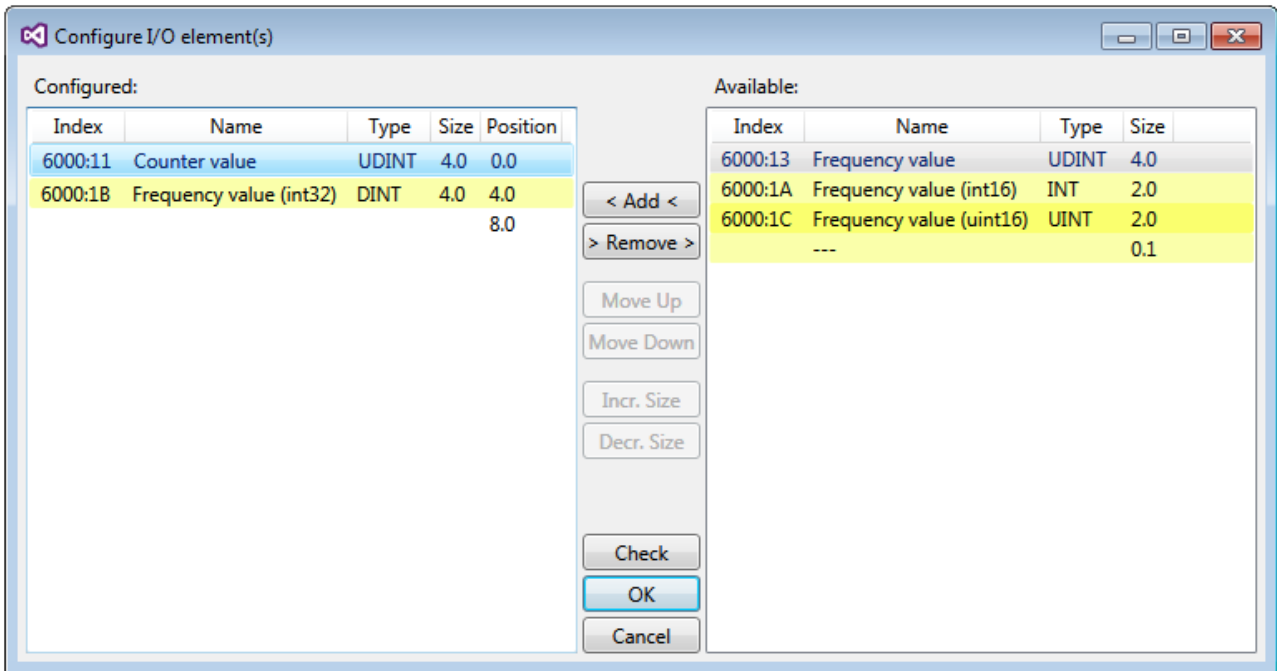 Configure I/O element(s)
Configured:
Index Name Type Size Position
6000:11 Counter value UDINT 4.0 0.0
6000:1B Frequency value (int32) DINT 4.0 4.0
8.0
< Add <
> Remove >
Move Up
Move Down
Incr. Size
Decr. Size
Check
OK
Cancel
Available:
Index Name Type Size
6000:13 Frequency value UDINT 4.0
6000:1A Frequency value (int16) INT 2.0
6000:1C Frequency value (uint16) UINT 2.0
--- 0.1